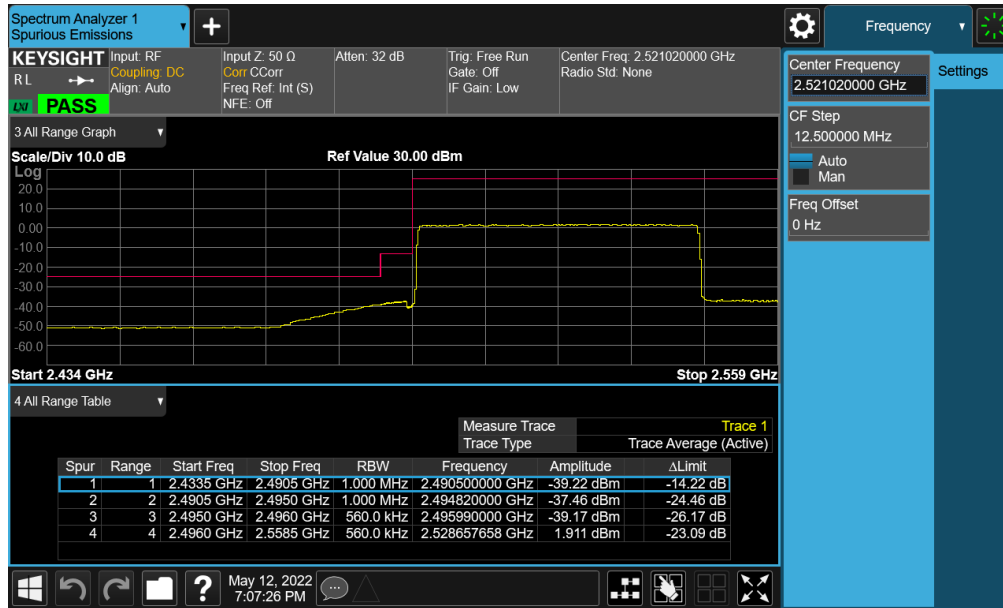 Spectrum Analyzer 1
Spurious Emissions
+
Frequency
KEYSIGHT
R L
LXI
PASS
Input: RF
Coupling: DC
Align: Auto
Input Z: 50 Ω
Corr CCorr
Freq Ref: Int (S)
NFE: Off
Atten: 32 dB
Trig: Free Run
Gate: Off
IF Gain: Low
Center Freq: 2.521020000 GHz
Radio Std: None
Center Frequency
2.521020000 GHz
Settings
CF Step
12.500000 MHz
Auto
Man
Freq Offset
0 Hz
3 All Range Graph
Scale/Div 10.0 dB
Ref Value 30.00 dBm
Log
20.0
10.0
0.00
-10.0
-20.0
-30.0
-40.0
-50.0
-60.0
Start 2.434 GHz
Stop 2.559 GHz
4 All Range Table
Measure Trace Trace 1
Trace Type Trace Average (Active)
Spur Range Start Freq Stop Freq RBW Frequency Amplitude ΔLimit
1 1 2.4335 GHz 2.4905 GHz 1.000 MHz 2.490500000 GHz -39.22 dBm -14.22 dB
2 2 2.4905 GHz 2.4950 GHz 1.000 MHz 2.494820000 GHz -37.46 dBm -24.46 dB
3 3 2.4950 GHz 2.4960 GHz 560.0 kHz 2.495990000 GHz -39.17 dBm -26.17 dB
4 4 2.4960 GHz 2.5585 GHz 560.0 kHz 2.528657658 GHz 1.911 dBm -23.09 dB
?
May 12, 2022
7:07:26 PM